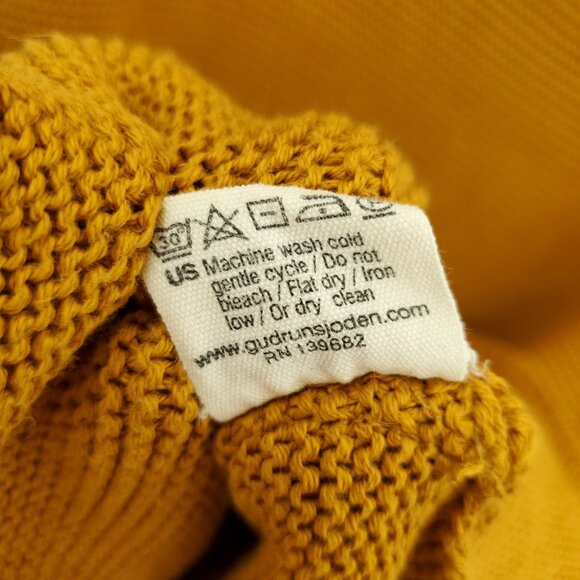 30°
US Machine wash cold
gentle cycle / Do not
bleach / Flat dry / Iron
low / Or dry clean
www.gudrunsjoden.com
RN 139682